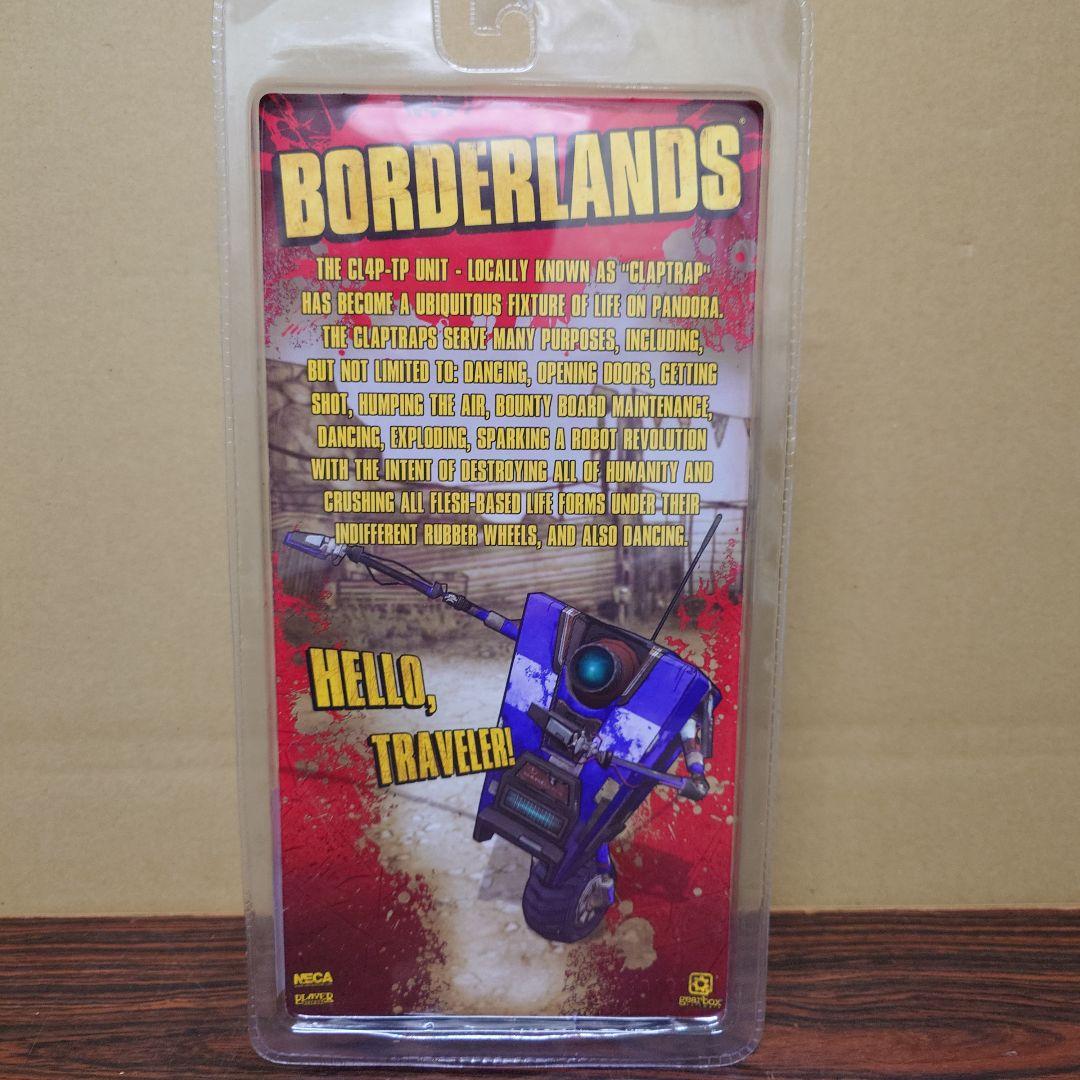 BORDERLANDS
THE CL4P-TP UNIT - LOCALLY KNOWN AS "CLAPTRAP"
HAS BECOME A UBIQUITOUS FIXTURE OF LIFE ON PANDORA.
THE CLAPTRAPS SERVE MANY PURPOSES, INCLUDING,
BUT NOT LIMITED TO: DANCING, OPENING DOORS, GETTING
SHOT, HUMPING THE AIR, BOUNTY BOARD MAINTENANCE,
DANCING, EXPLODING, SPARKING A ROBOT REVOLUTION
WITH THE INTENT OF DESTROYING ALL OF HUMANITY AND
CRUSHING ALL FLESH-BASED LIFE FORMS UNDER THEIR
INDIFFERENT RUBBER WHEELS, AND ALSO DANCING.
HELLO,
TRAVELER!
NECA
PLAYER
gearbox